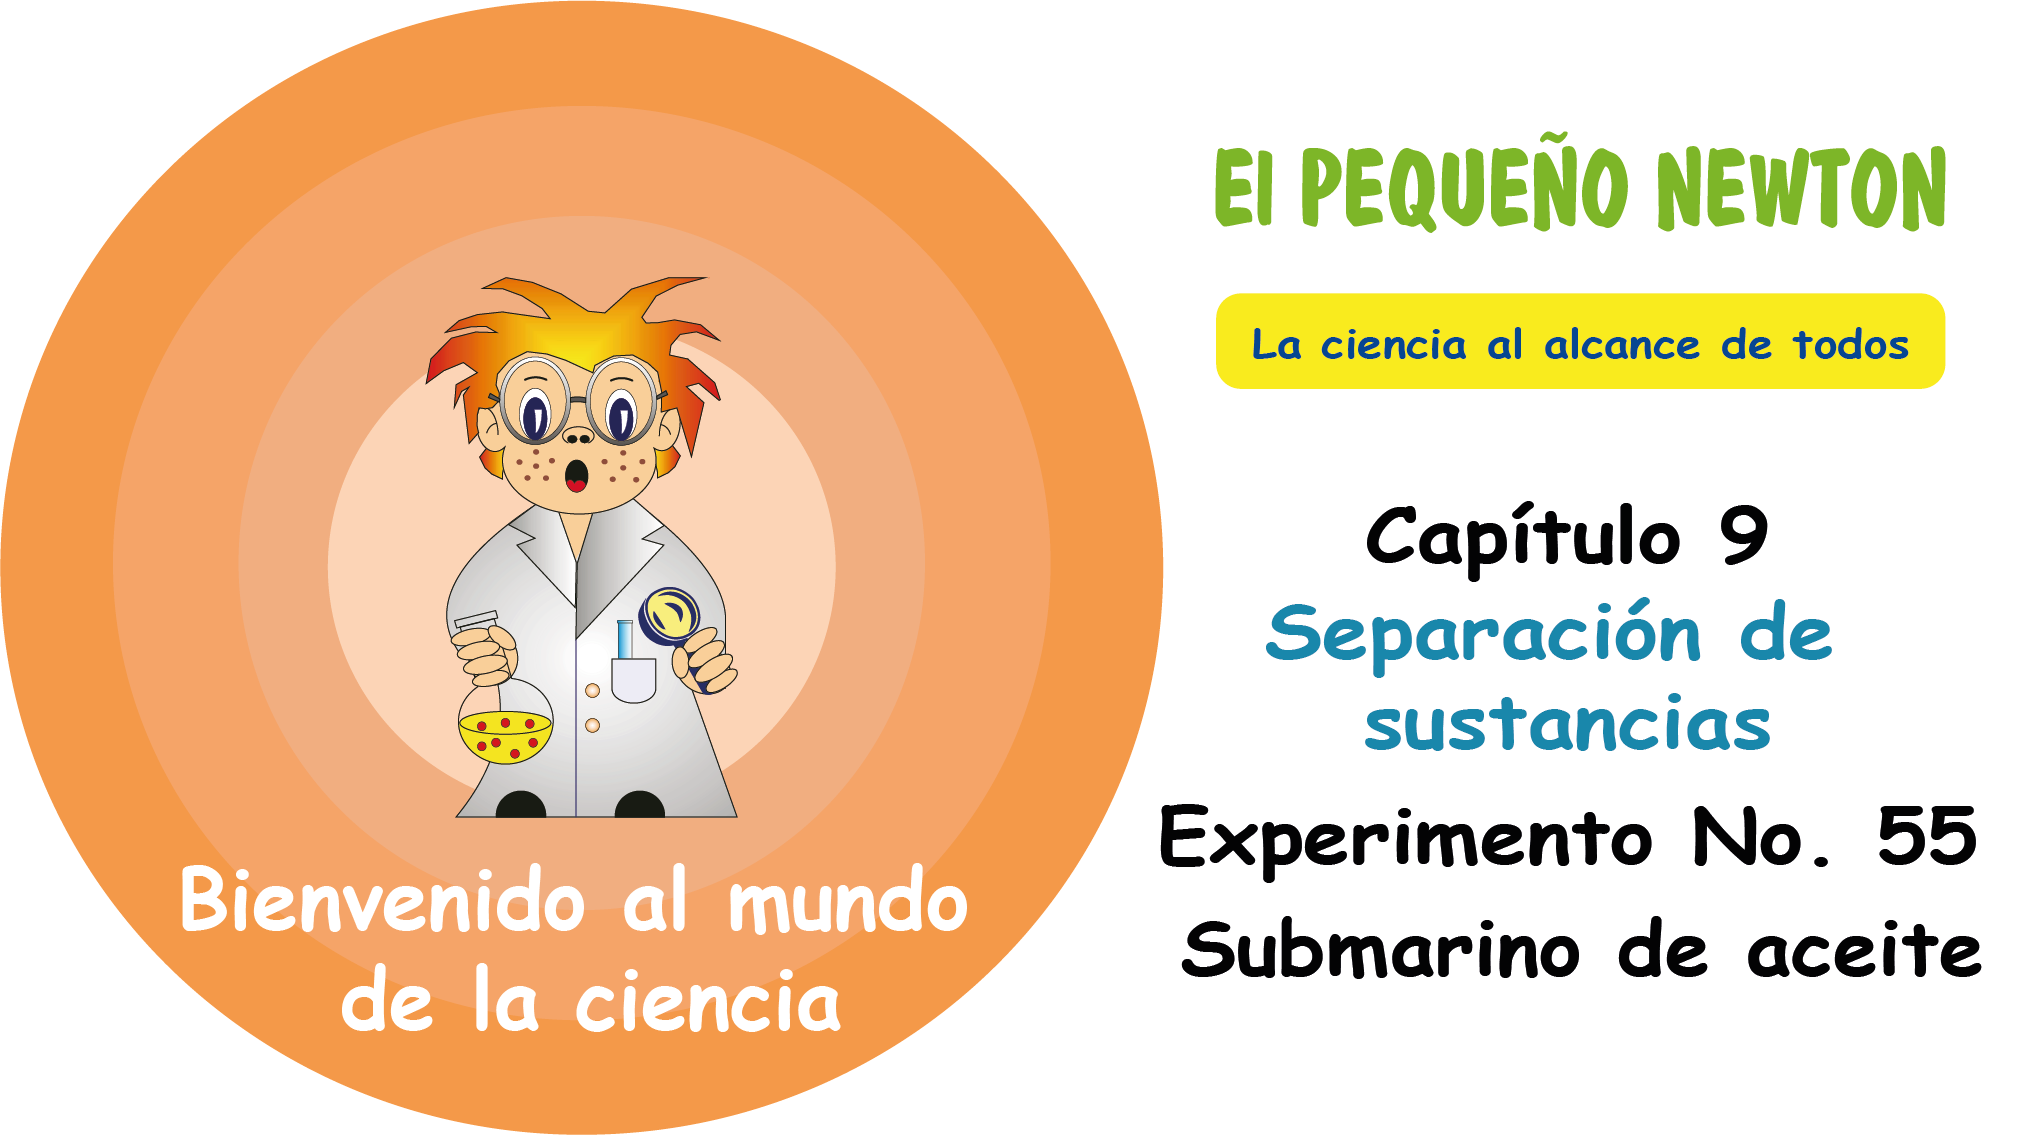 El PEQUEÑO NEWTON
La ciencia al alcance de todos
Capítulo 9
Separación de
sustancias
Experimento No. 55
Submarino de aceite
Bienvenido al mundo
de la ciencia